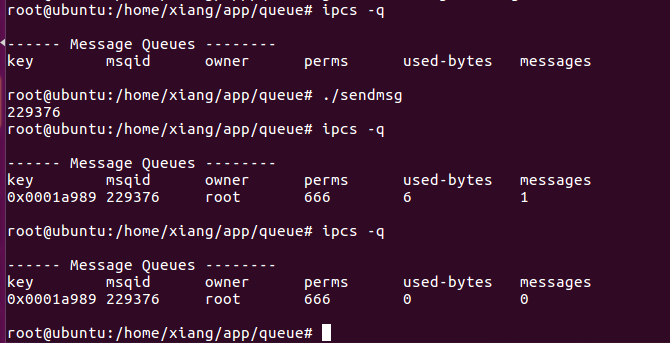 root@ubuntu:/home/xiang/app/queue# ipcs -q
------ Message Queues --------
key msqid owner perms used-bytes messages
root@ubuntu:/home/xiang/app/queue# ./sendmsg
229376
root@ubuntu:/home/xiang/app/queue# ipcs -q
------ Message Queues --------
key msqid owner perms used-bytes messages
0x0001a989 229376 root 666 6 1
root@ubuntu:/home/xiang/app/queue# ipcs -q
------ Message Queues --------
key msqid owner perms used-bytes messages
0x0001a989 229376 root 666 0 0
root@ubuntu:/home/xiang/app/queue#